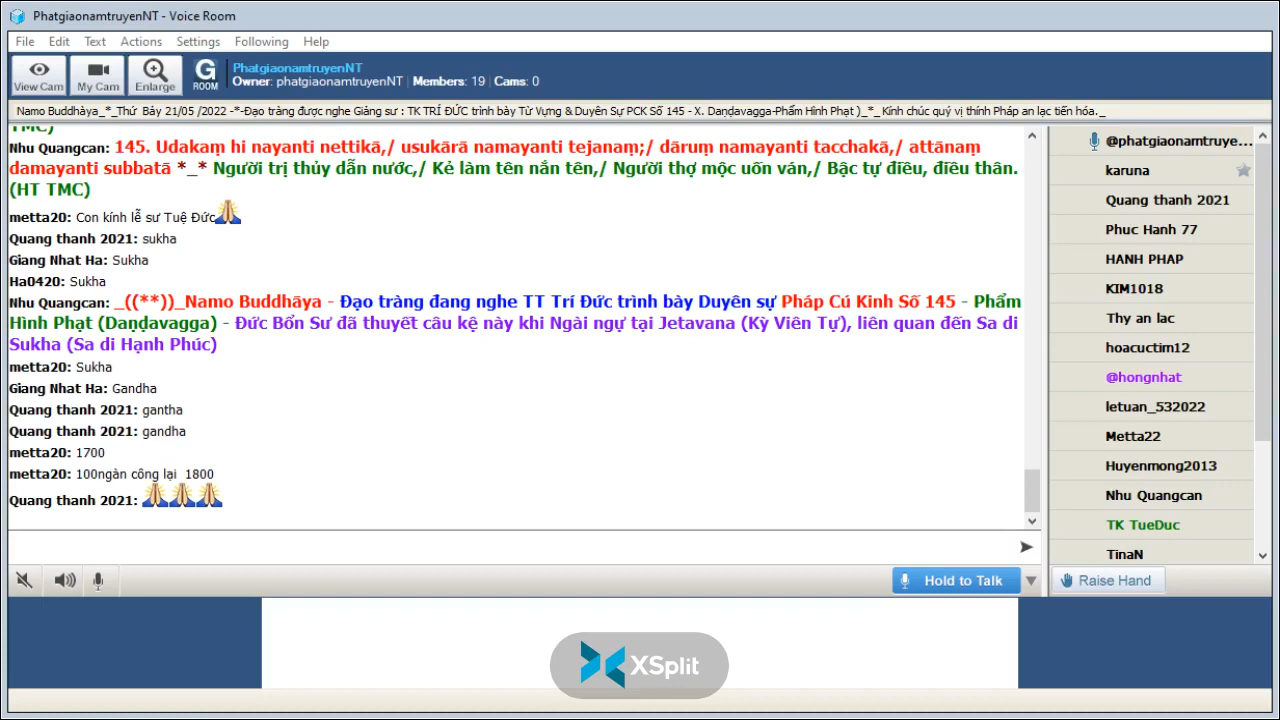 PhatgiaonamtruyenNT - Voice Room
File Edit Text Actions Settings Following Help
View Cam My Cam Enlarge G ROOM
PhatgiaonamtruyenNT
Owner: phatgiaonamtruyenNT | Members: 19 | Cams: 0
Namo Buddhàya_*_Thứ Bảy 21/05 /2022 -*-Đạo tràng được nghe Giảng sư : TK TRÍ ĐỨC trình bày Từ Vựng & Duyên Sự PCK Số 145 - X. Daṇḍavagga-Phẩm Hình Phạt )_*_ Kính chúc quý vị thính Pháp an lạc tiến hóa._
TMC)
Nhu Quangcan: 145. Udakaṃ hi nayanti nettikā,/ usukārā namayanti tejanaṃ;/ dāruṃ namayanti tacchakā,/ attānaṃ
damayanti subbatā *_* Người trị thủy dẫn nước,/ Kẻ làm tên nắn tên,/ Người thợ mộc uốn ván,/ Bậc tự điều, điều thân.
(HT TMC)
metta20: Con kính lễ sư Tuệ Đức
Quang thanh 2021: sukha
Giang Nhat Ha: Sukha
Ha0420: Sukha
Nhu Quangcan: _((**))_Namo Buddhāya - Đạo tràng đang nghe TT Trí Đức trình bày Duyên sự Pháp Cú Kinh Số 145 - Phẩm
Hình Phạt (Daṇḍavagga) - Đức Bổn Sư đã thuyết câu kệ này khi Ngài ngự tại Jetavana (Kỳ Viên Tự), liên quan đến Sa di
Sukha (Sa di Hạnh Phúc)
metta20: Sukha
Giang Nhat Ha: Gandha
Quang thanh 2021: gantha
Quang thanh 2021: gandha
metta20: 1700
metta20: 100ngàn công lại  1800
Quang thanh 2021:
@phatgiaonamtruye...
karuna
Quang thanh 2021
Phuc Hanh 77
HANH PHAP
KIM1018
Thy an lac
hoacuctim12
@hongnhat
letuan_532022
Metta22
Huyenmong2013
Nhu Quangcan
TK TueDuc
TinaN
Hold to Talk
Raise Hand
XSplit